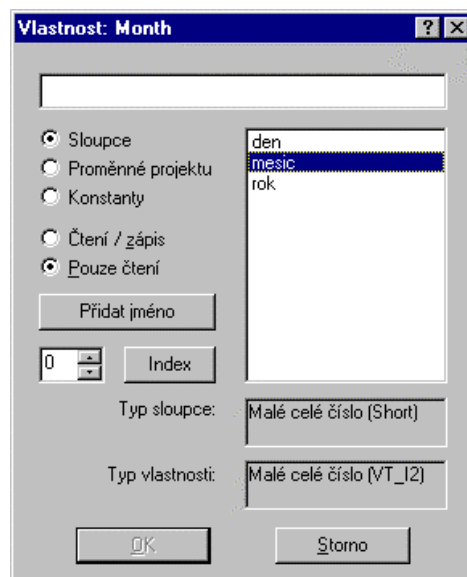 Vlastnost: Month
Sloupce
Proměnné projektu
Konstanty
Čtení / zápis
Pouze čtení
den
mesic
rok
Přidat jméno
0
Index
Typ sloupce:
Malé celé číslo (Short)
Typ vlastnosti:
Malé celé číslo (VT_I2)
OK
Storno